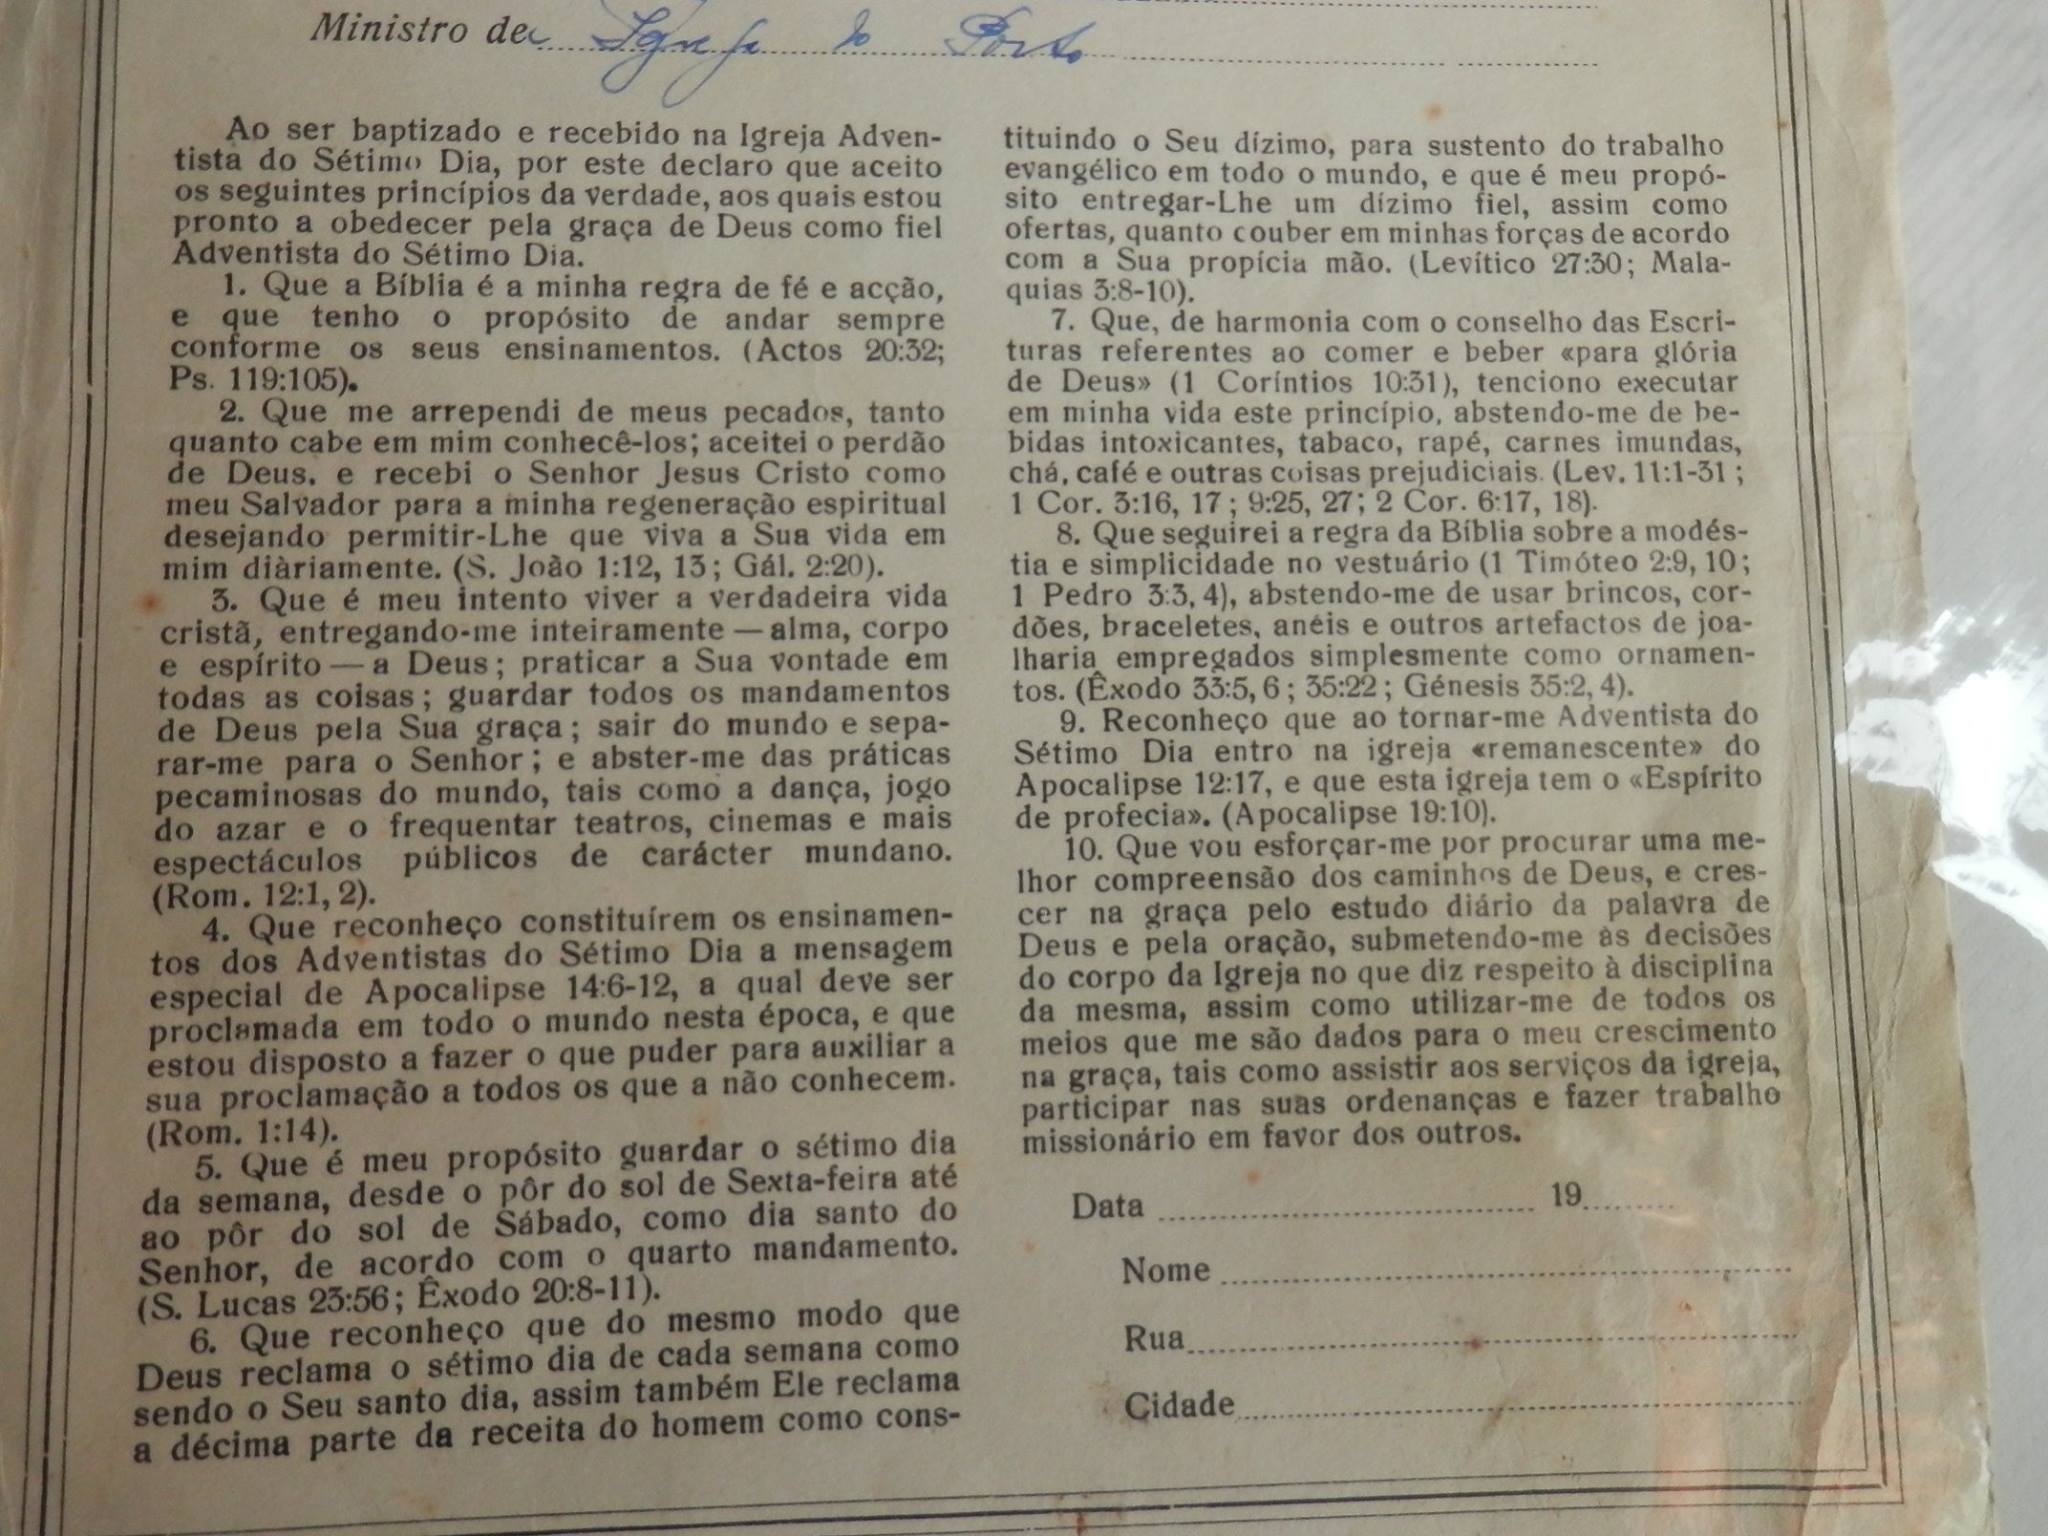 Ministro de a Igreja do Porto
Ao ser baptizado e recebido na Igreja Adven-
tista do Sétimo Dia, por este declaro que aceito
os seguintes princípios da verdade, aos quais estou
pronto a obedecer pela graça de Deus como fiel
Adventista do Sétimo Dia.
1. Que a Bíblia é a minha regra de fé e acção,
e que tenho o propósito de andar sempre
conforme os seus ensinamentos. (Actos 20:32;
Ps. 119:105).
2. Que me arrependi de meus pecados, tanto
quanto cabe em mim conhecê-los; aceitei o perdão
de Deus, e recebi o Senhor Jesus Cristo como
meu Salvador para a minha regeneração espiritual
desejando permitir-Lhe que viva a Sua vida em
mim diàriamente. (S. João 1:12, 13; Gál. 2:20).
3. Que é meu intento viver a verdadeira vida
cristã, entregando-me inteiramente — alma, corpo
e espírito — a Deus; praticar a Sua vontade em
todas as coisas; guardar todos os mandamentos
de Deus pela Sua graça; sair do mundo e sepa-
rar-me para o Senhor; e abster-me das práticas
pecaminosas do mundo, tais como a dança, jogo
do azar e o frequentar teatros, cinemas e mais
espectáculos públicos de carácter mundano.
(Rom. 12:1, 2).
4. Que reconheço constituírem os ensinamen-
tos dos Adventistas do Sétimo Dia a mensagem
especial de Apocalipse 14:6-12, a qual deve ser
proclamada em todo o mundo nesta época, e que
estou disposto a fazer o que puder para auxiliar a
sua proclamação a todos os que a não conhecem.
(Rom. 1:14).
5. Que é meu propósito guardar o sétimo dia
da semana, desde o pôr do sol de Sexta-feira até
ao pôr do sol de Sábado, como dia santo do
Senhor, de acordo com o quarto mandamento.
(S. Lucas 23:56; Êxodo 20:8-11).
6. Que reconheço que do mesmo modo que
Deus reclama o sétimo dia de cada semana como
sendo o Seu santo dia, assim também Ele reclama
a décima parte da receita do homem como cons-
tituindo o Seu dízimo, para sustento do trabalho
evangélico em todo o mundo, e que é meu propó-
sito entregar-Lhe um dízimo fiel, assim como
ofertas, quanto couber em minhas forças de acordo
com a Sua propícia mão. (Levítico 27:30; Mala-
quias 3:8-10).
7. Que, de harmonia com o conselho das Escri-
turas referentes ao comer e beber «para glória
de Deus» (1 Coríntios 10:31), tenciono executar
em minha vida este princípio, abstendo-me de be-
bidas intoxicantes, tabaco, rapé, carnes imundas,
chá, café e outras coisas prejudiciais. (Lev. 11:1-31;
1 Cor. 3:16, 17; 9:25, 27; 2 Cor. 6:17, 18).
8. Que seguirei a regra da Bíblia sobre a modés-
tia e simplicidade no vestuário (1 Timóteo 2:9, 10;
1 Pedro 3:3, 4), abstendo-me de usar brincos, cor-
dões, braceletes, anéis e outros artefactos de joa-
lharia empregados simplesmente como ornamen-
tos. (Êxodo 33:5, 6; 35:22; Génesis 35:2, 4).
9. Reconheço que ao tornar-me Adventista do
Sétimo Dia entro na igreja «remanescente» do
Apocalipse 12:17, e que esta igreja tem o «Espírito
de profecia». (Apocalipse 19:10).
10. Que vou esforçar-me por procurar uma me-
lhor compreensão dos caminhos de Deus, e cres-
cer na graça pelo estudo diário da palavra de
Deus e pela oração, submetendo-me às decisões
do corpo da Igreja no que diz respeito à disciplina
da mesma, assim como utilizar-me de todos os
meios que me são dados para o meu crescimento
na graça, tais como assistir aos serviços da igreja,
participar nas suas ordenanças e fazer trabalho
missionário em favor dos outros.
Data 19
Nome
Rua
Cidade